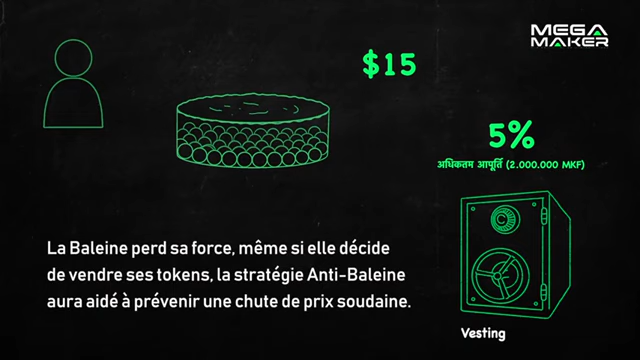 MEGA
MAKER
$15
5%
अधिकतम आपूर्ति (2.000.000 MKF)
La Baleine perd sa force, même si elle décide
de vendre ses tokens, la stratégie Anti-Baleine
aura aidé à prévenir une chute de prix soudaine.
Vesting